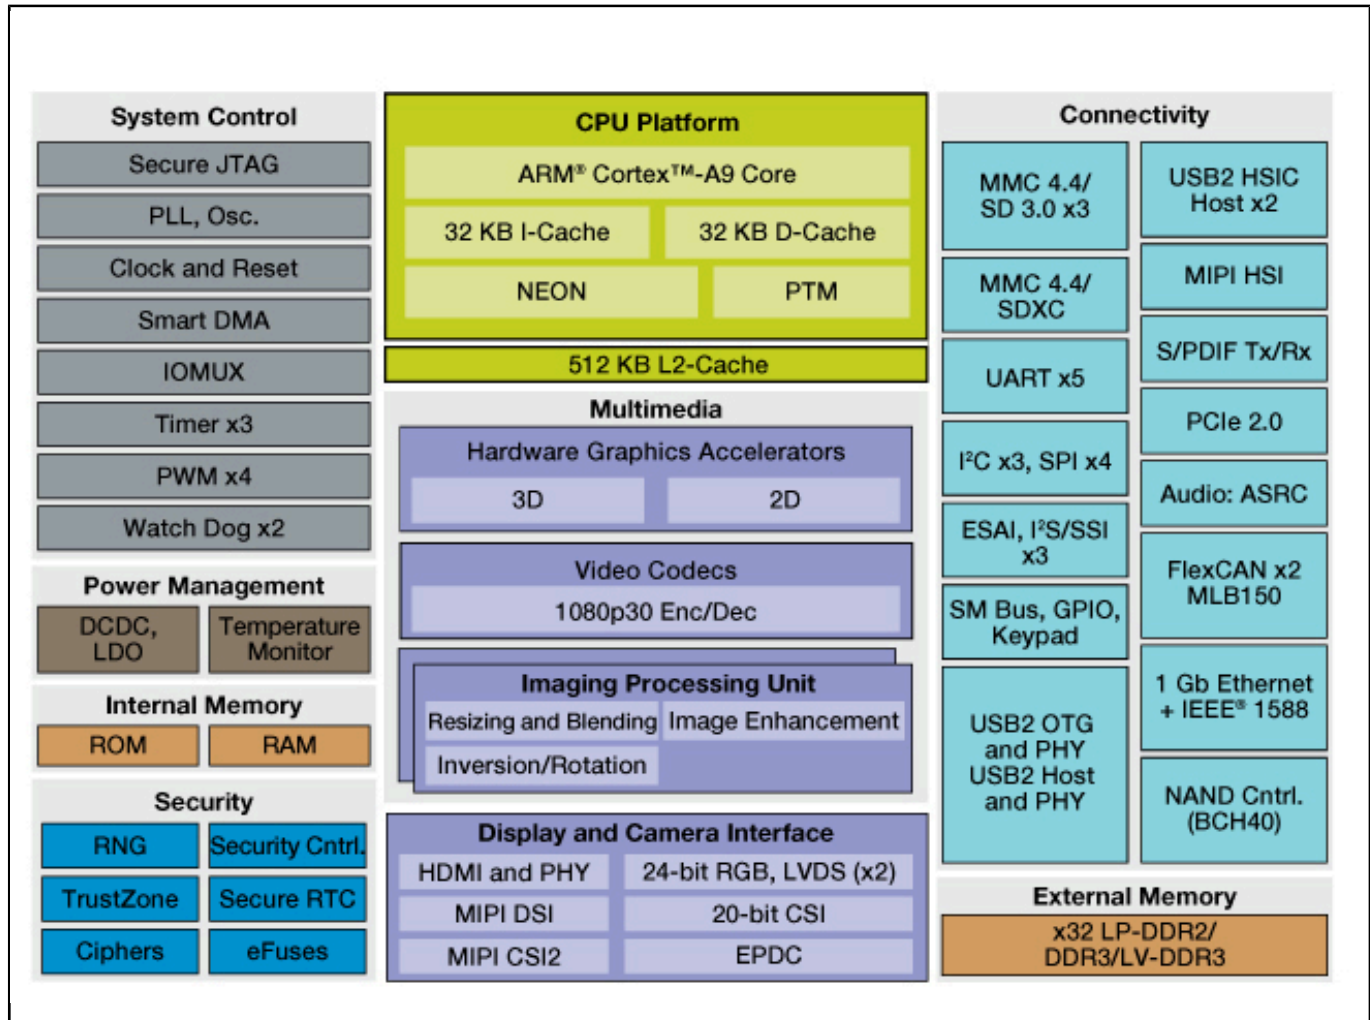 System Control
Secure JTAG
PLL, Osc.
Clock and Reset
Smart DMA
IOMUX
Timer x3
PWM x4
Watch Dog x2
Power Management
DCDC,
LDO
Temperature
Monitor
Internal Memory
ROM
RAM
Security
RNG
Security Cntrl.
TrustZone
Secure RTC
Ciphers
eFuses
CPU Platform
ARM® Cortex™-A9 Core
32 KB I-Cache
32 KB D-Cache
NEON
PTM
512 KB L2-Cache
Multimedia
Hardware Graphics Accelerators
3D
2D
Video Codecs
1080p30 Enc/Dec
Imaging Processing Unit
Resizing and Blending
Image Enhancement
Inversion/Rotation
Display and Camera Interface
HDMI and PHY
24-bit RGB, LVDS (x2)
MIPI DSI
20-bit CSI
MIPI CSI2
EPDC
Connectivity
MMC 4.4/
SD 3.0 x3
MMC 4.4/
SDXC
UART x5
I²C x3, SPI x4
ESAI, I²S/SSI
x3
SM Bus, GPIO,
Keypad
USB2 OTG
and PHY
USB2 Host
and PHY
USB2 HSIC
Host x2
MIPI HSI
S/PDIF Tx/Rx
PCIe 2.0
Audio: ASRC
FlexCAN x2
MLB150
1 Gb Ethernet
+ IEEE® 1588
NAND Cntrl.
(BCH40)
External Memory
x32 LP-DDR2/
DDR3/LV-DDR3